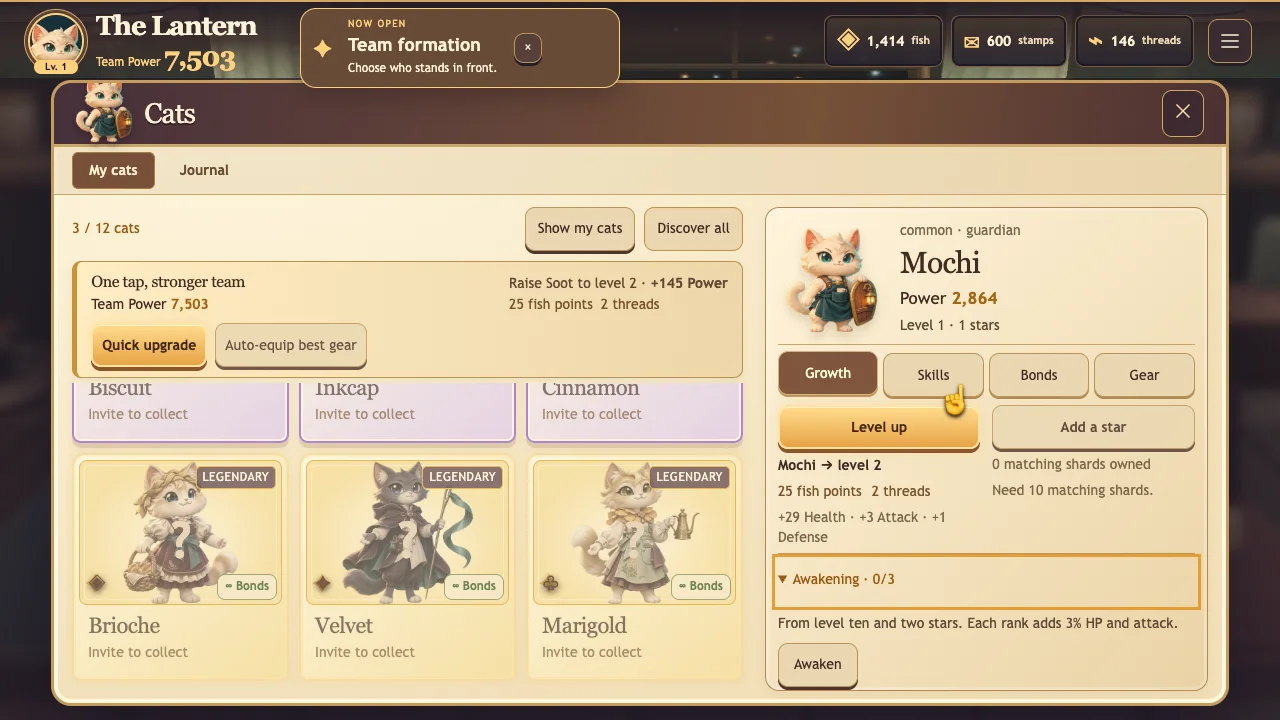 The Lantern
Team Power 7,503
Lv. 1
NOW OPEN
Team formation
Choose who stands in front.
×
1,414 fish
600 stamps
146 threads
Cats
My cats
Journal
3 / 12 cats
Show my cats
Discover all
One tap, stronger team
Team Power 7,503
Raise Soot to level 2 · +145 Power
25 fish points 2 threads
Quick upgrade
Auto-equip best gear
Biscuit
Invite to collect
Inkcap
Invite to collect
Cinnamon
Invite to collect
LEGENDARY
?
∞ Bonds
Brioche
Invite to collect
LEGENDARY
?
∞ Bonds
Velvet
Invite to collect
LEGENDARY
?
∞ Bonds
Marigold
Invite to collect
common · guardian
Mochi
Power 2,864
Level 1 · 1 stars
Growth
Skills
Bonds
Gear
Level up
Add a star
Mochi → level 2
25 fish points 2 threads
+29 Health · +3 Attack · +1
Defense
0 matching shards owned
Need 10 matching shards.
▼ Awakening · 0/3
From level ten and two stars. Each rank adds 3% HP and attack.
Awaken